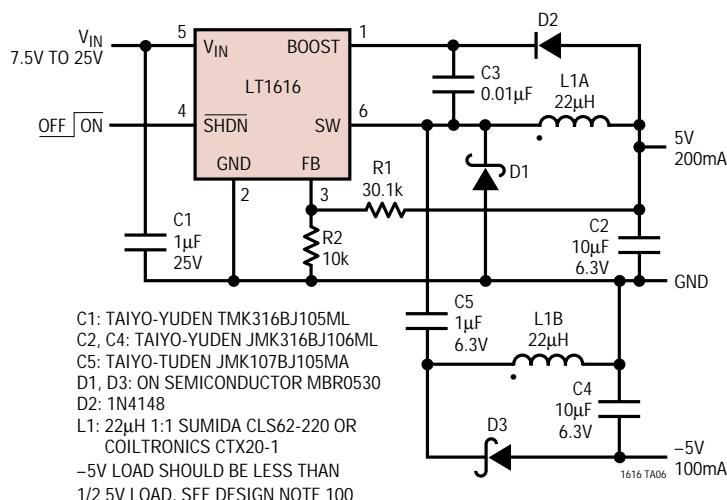 D2
VIN
7.5V TO 25V
5
VIN
BOOST
1
C3
0.01µF
LT1616
L1A
22µH
OFF ON
4
SHDN
SW
6
5V
200mA
D1
GND
FB
R1
30.1k
2
3
C1
1µF
25V
R2
10k
C2
10µF
6.3V
GND
C5
1µF
6.3V
L1B
22µH
C4
10µF
6.3V
D3
–5V
100mA
C1: TAIYO-YUDEN TMK316BJ105ML
C2, C4: TAIYO-YUDEN JMK316BJ106ML
C5: TAIYO-TUDEN JMK107BJ105MA
D1, D3: ON SEMICONDUCTOR MBR0530
D2: 1N4148
L1: 22µH 1:1 SUMIDA CLS62-220 OR
COILTRONICS CTX20-1
–5V LOAD SHOULD BE LESS THAN
1/2 5V LOAD. SEE DESIGN NOTE 100
1616 TA06